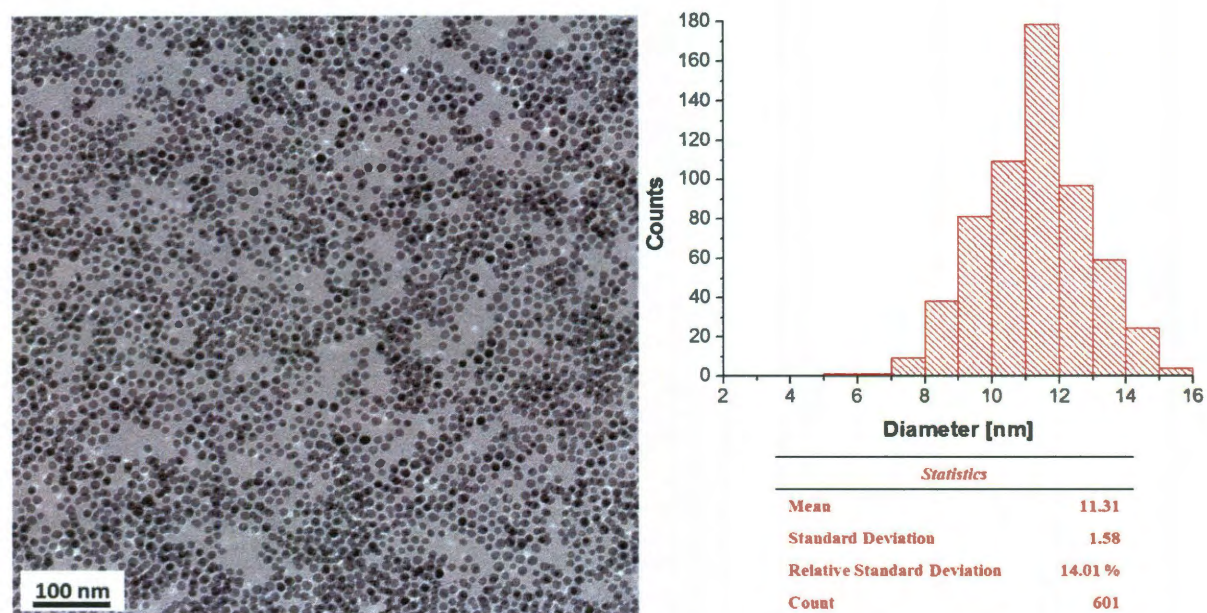 100 nm
180
160
140
120
100
80
60
40
20
0
Counts
2 4 6 8 10 12 14 16
Diameter [nm]
Statistics
Mean 11.31
Standard Deviation 1.58
Relative Standard Deviation 14.01 %
Count 601